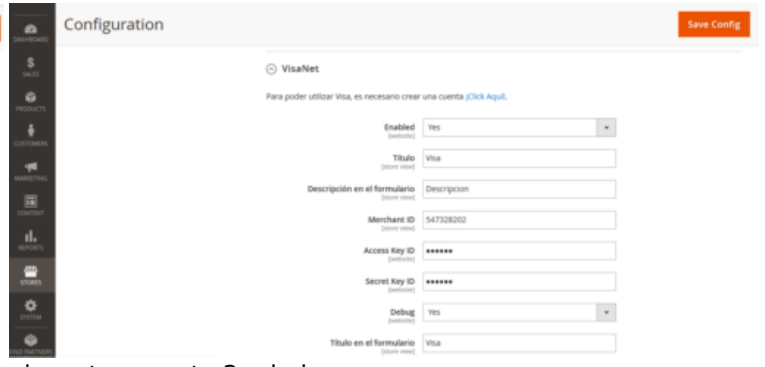 Configuration
Save Config
DASHBOARD
SALES
PRODUCTS
CUSTOMERS
MARKETING
CONTENT
REPORTS
STORES
SYSTEM
FIND PARTNERS
VisaNet
Para poder utilizar Visa, es necesario crear una cuenta ¡Click Aquí!.
Enabled Yes
[website]
Título Visa
[store view]
Descripción en el formulario Descripcion
[store view]
Merchant ID 547328202
[store view]
Access Key ID ••••••
[website]
Secret Key ID ••••••
[website]
Debug Yes
[website]
Título en el formulario Visa
[store view]